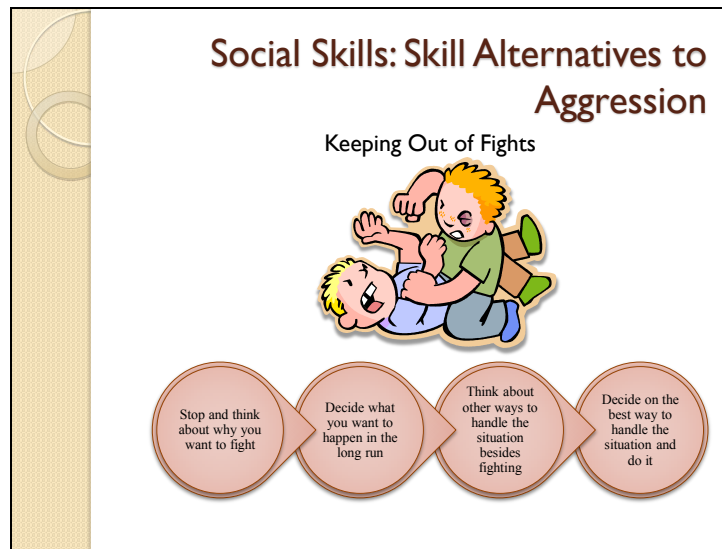 Social Skills: Skill Alternatives to
Aggression
Keeping Out of Fights
Stop and think
about why you
want to fight
Decide what
you want to
happen in the
long run
Think about
other ways to
handle the
situation
besides
fighting
Decide on the
best way to
handle the
situation and
do it